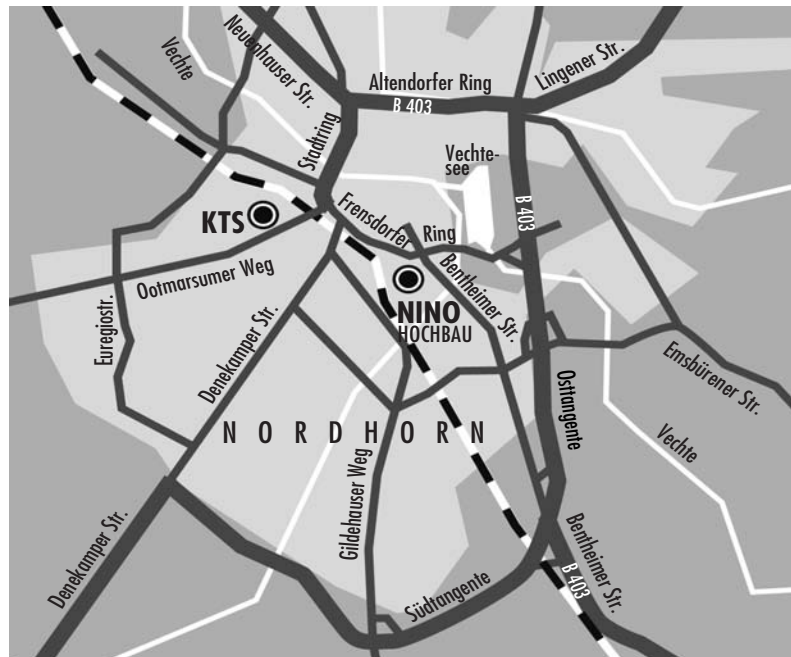 Vechte
Neuenhauser Str.
Altendorfer Ring
B 403
Lingener Str.
Stadtring
Vechte-
see
B 403
KTS
Frensdorfer
Ring
Ootmarsumer Weg
Bentheimer Str.
NINO
HOCHBAU
Euregiostr.
Denekamper Str.
Emsbürener Str.
Osttangente
NORDHORN
Vechte
Gildehauser Weg
Denekamper Str.
Südtangente
Bentheimer Str.
B 403